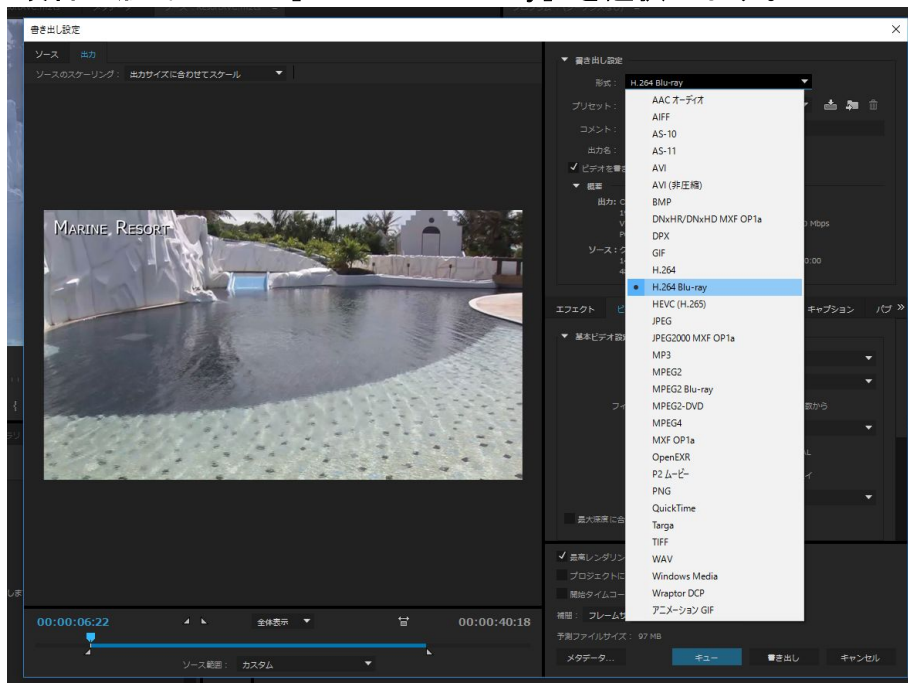 書き出し設定
ソース 出力
ソースのスケーリング： 出力サイズに合わせてスケール
MARINE RESORT
00:00:06:22 全体表示 00:00:40:18
ソース範囲： カスタム
書き出し設定
形式： H.264 Blu-ray
プリセット：
コメント：
出力名：
ビデオを書き
概要
出力:
Mbps
ソース：
AAC オーディオ
AIFF
AS-10
AS-11
AVI
AVI (非圧縮)
BMP
DNxHR/DNxHD MXF OP1a
DPX
GIF
H.264
H.264 Blu-ray
HEVC (H.265)
JPEG
JPEG2000 MXF OP1a
MP3
MPEG2
MPEG2 Blu-ray
MPEG2-DVD
MPEG4
MXF OP1a
OpenEXR
P2 ムービー
PNG
QuickTime
Targa
TIFF
WAV
Windows Media
Wraptor DCP
アニメーション GIF
エフェクト キャプション
基本ビデオ設
最大深度に合
最高レンダリン
プロジェクトに
開始タイムコー
補間： フレームサ
予測ファイルサイズ： 97 MB
メタデータ... キュー 書き出し キャンセル